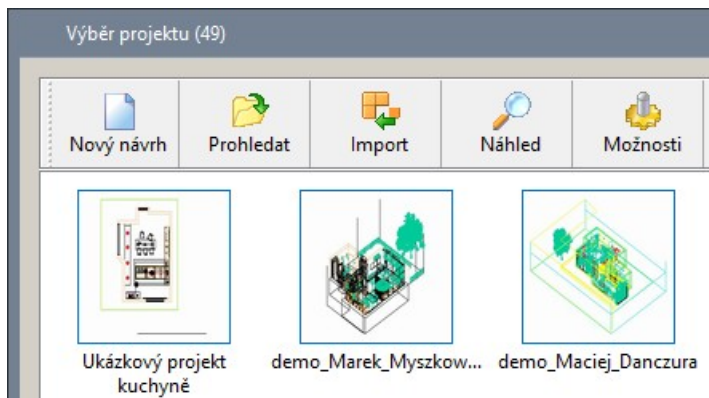 Výběr projektu (49)
Nový návrh Prohledat Import Náhled Možnosti
Ukázkový projekt
kuchyně
demo_Marek_Myszkow...
demo_Maciej_Danczura